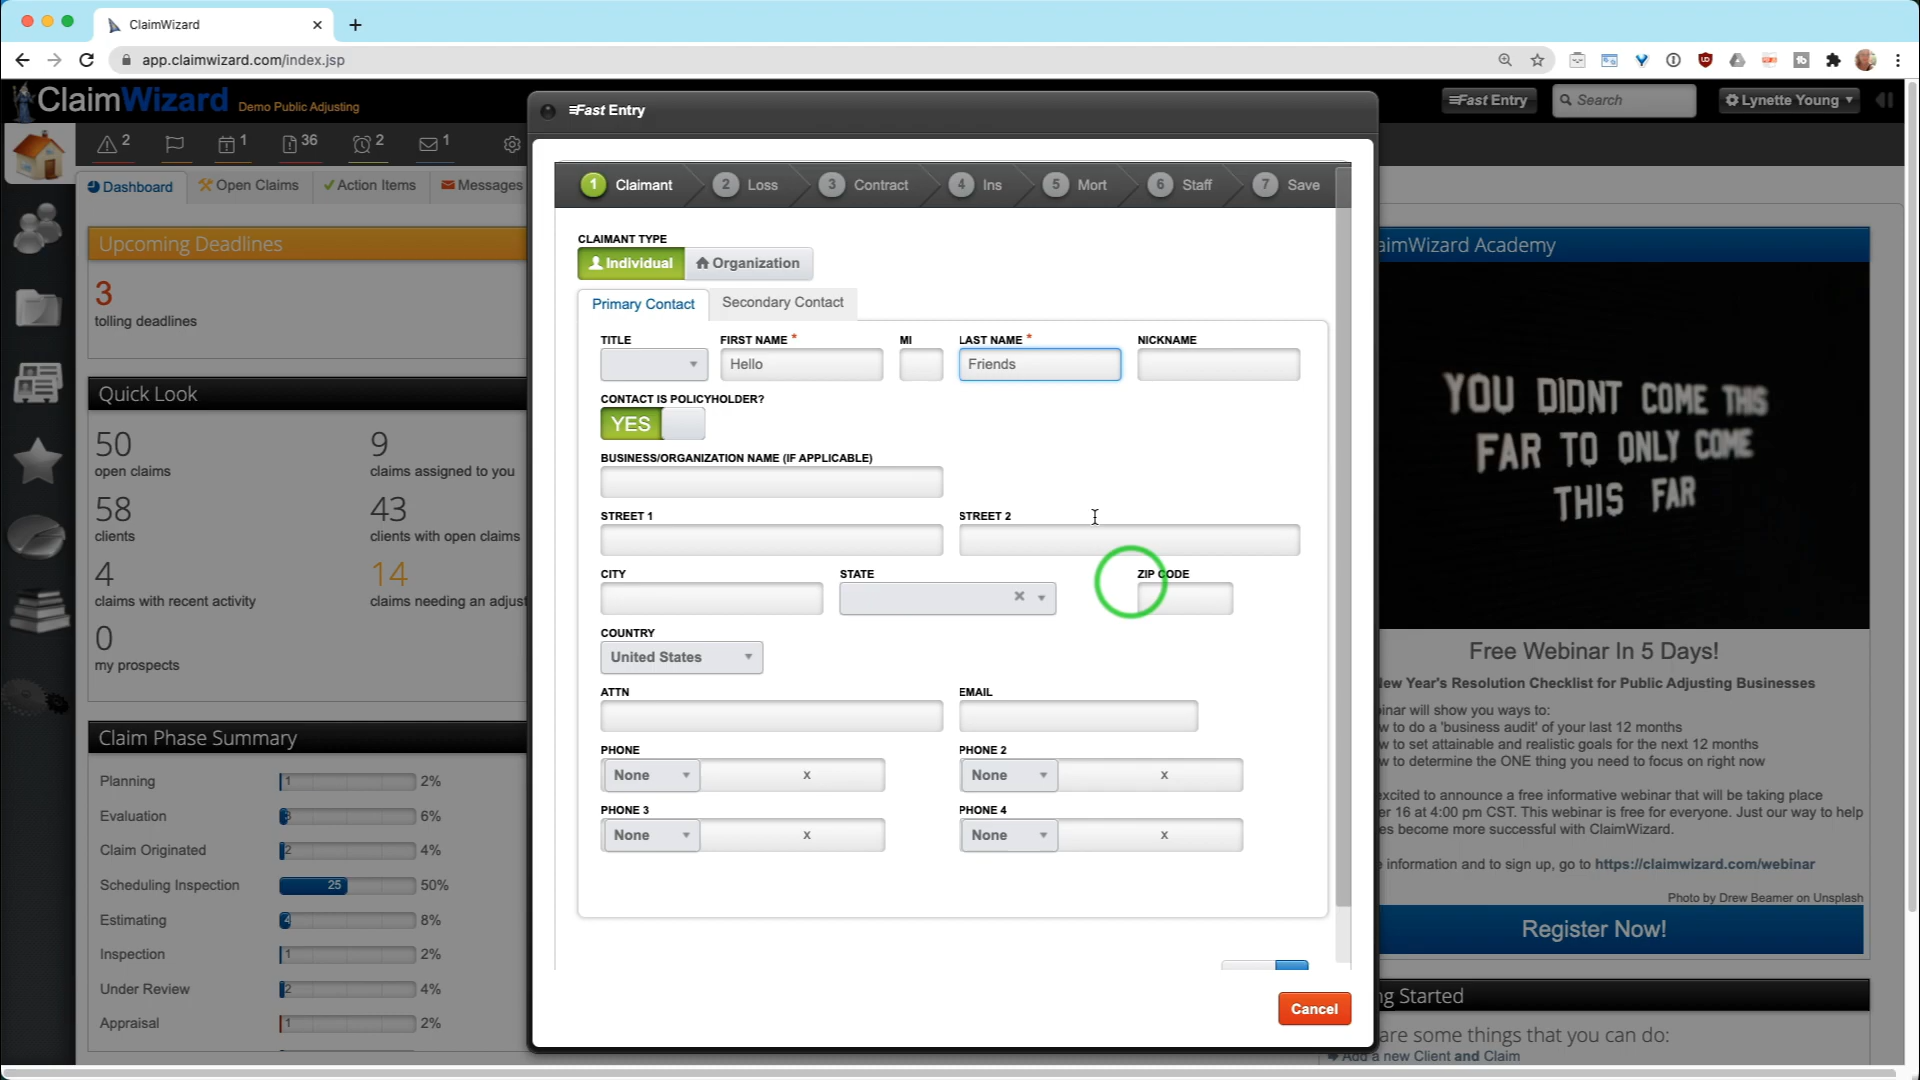 ClaimWizard
app.claimwizard.com/index.jsp
ClaimWizard Demo Public Adjusting
Fast Entry
Search
Lynette Young
2
1
36
2
1
Dashboard
Open Claims
Action Items
Messages
Upcoming Deadlines
3
tolling deadlines
Quick Look
50
open claims
9
claims assigned to you
58
clients
43
clients with open claims
4
claims with recent activity
14
claims needing an adjust
0
my prospects
Claim Phase Summary
Planning 1 2%
Evaluation 3 6%
Claim Originated 2 4%
Scheduling Inspection 25 50%
Estimating 4 8%
Inspection 1 2%
Under Review 2 4%
Appraisal 1 2%
Fast Entry
1 Claimant
2 Loss
3 Contract
4 Ins
5 Mort
6 Staff
7 Save
CLAIMANT TYPE
Individual
Organization
Primary Contact
Secondary Contact
TITLE
FIRST NAME *
MI
LAST NAME *
NICKNAME
Hello
Friends
CONTACT IS POLICYHOLDER?
YES
BUSINESS/ORGANIZATION NAME (IF APPLICABLE)
STREET 1
STREET 2
CITY
STATE
ZIP CODE
COUNTRY
United States
ATTN
EMAIL
PHONE
PHONE 2
None x
None x
PHONE 3
PHONE 4
None x
None x
Cancel
aimWizard Academy
YOU DIDNT COME THIS
FAR TO ONLY COME
THIS FAR
Free Webinar In 5 Days!
ew Year's Resolution Checklist for Public Adjusting Businesses
inar will show you ways to:
w to do a 'business audit' of your last 12 months
w to set attainable and realistic goals for the next 12 months
w to determine the ONE thing you need to focus on right now
excited to announce a free informative webinar that will be taking place
er 16 at 4:00 pm CST. This webinar is free for everyone. Just our way to help
es become more successful with ClaimWizard.
e information and to sign up, go to https://claimwizard.com/webinar
Photo by Drew Beamer on Unsplash
Register Now!
ng Started
are some things that you can do:
Add a new Client and Claim